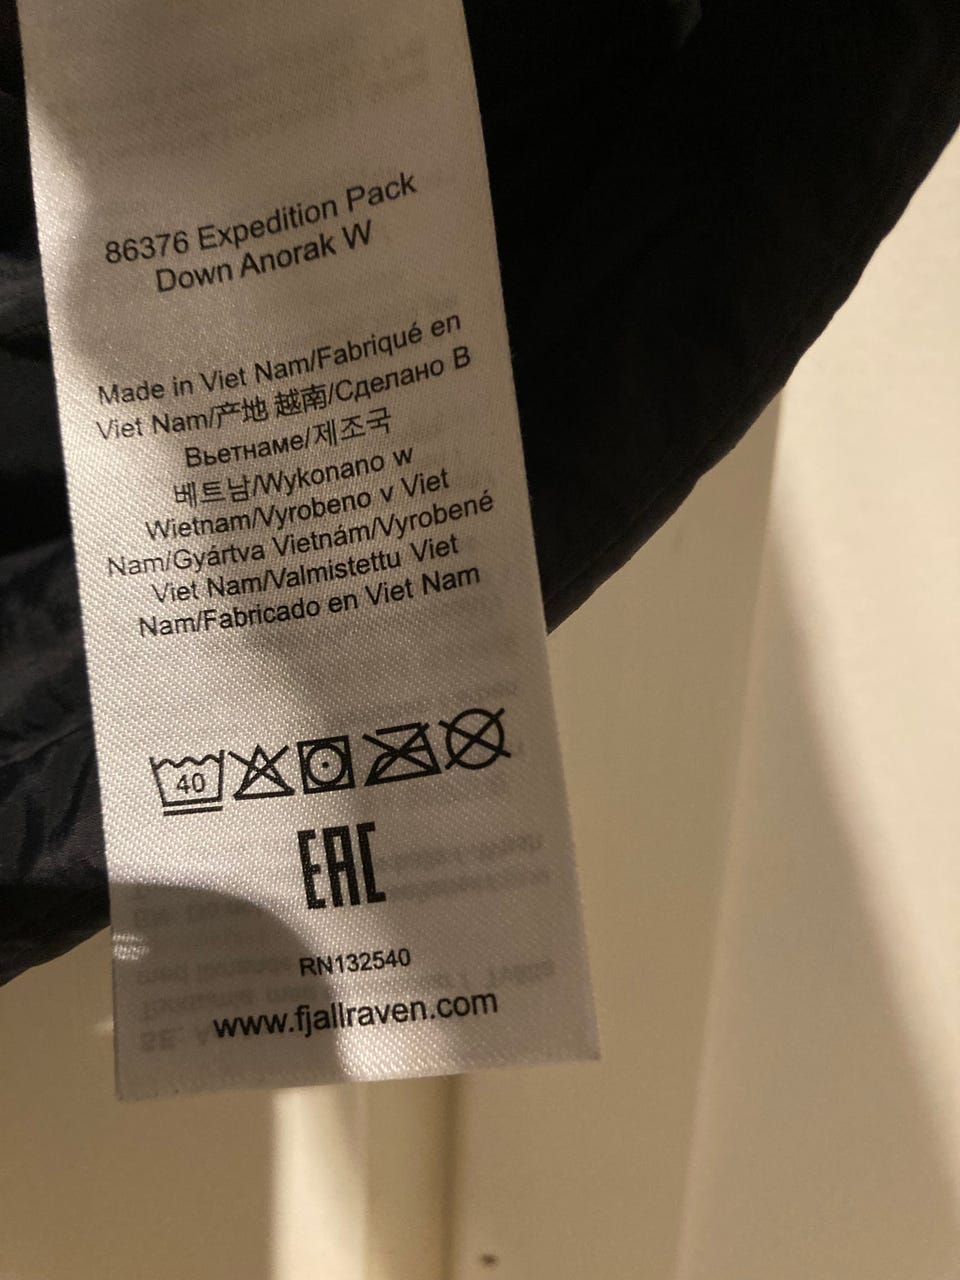 86376 Expedition Pack
Down Anorak W
Made in Viet Nam/Fabriqué en
Viet Nam/产地 越南/Сделано В
Вьетнаме/제조국
베트남/Wykonano w
Wietnam/Vyrobeno v Viet
Nam/Gyártva Vietnám/Vyrobené
Viet Nam/Valmistettu Viet
Nam/Fabricado en Viet Nam
40
EAC
RN132540
www.fjallraven.com